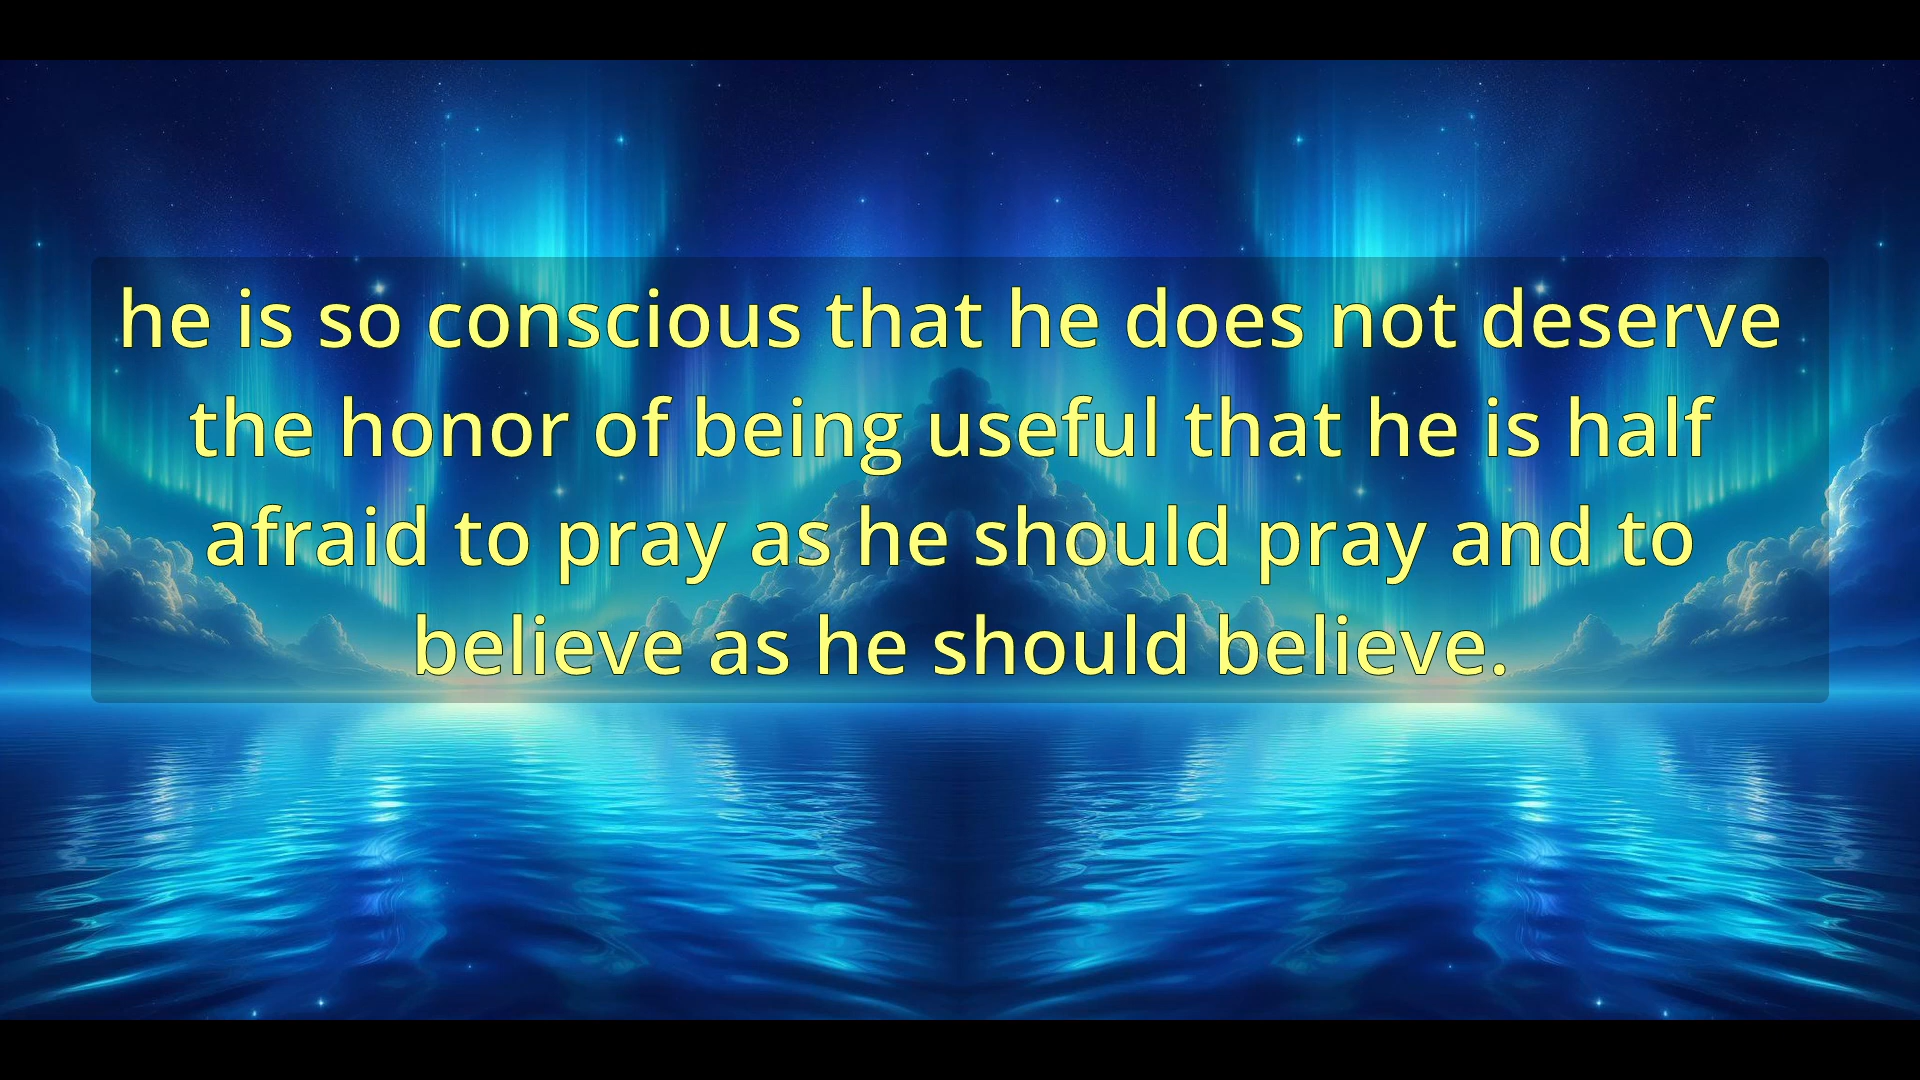 he is so conscious that he does not deserve
the honor of being useful that he is half
afraid to pray as he should pray and to
believe as he should believe.